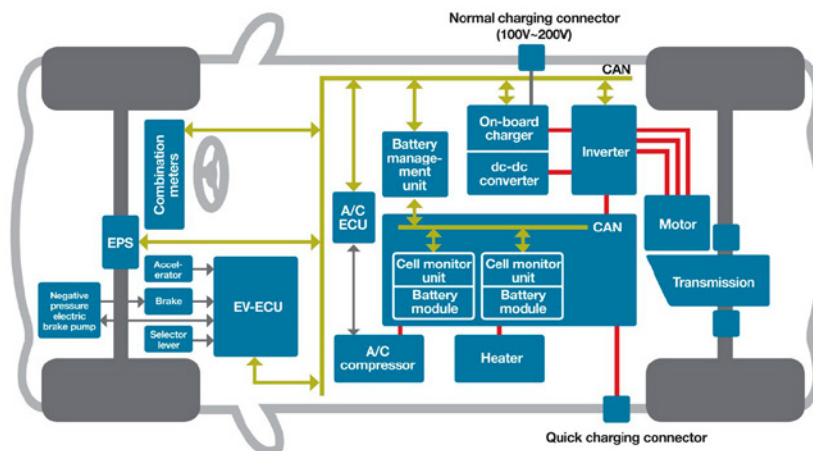 Normal charging connector
(100V~200V)
CAN
Combination
meters
Battery
manage-
ment
unit
On-board
charger
dc-dc
converter
Inverter
A/C
ECU
EPS
CAN
Motor
Accel-
erator
Cell monitor
unit
Battery
module
Cell monitor
unit
Battery
module
Transmission
Negative
pressure
electric
brake pump
Brake
EV-ECU
Selector
lever
A/C
compressor
Heater
Quick charging connector